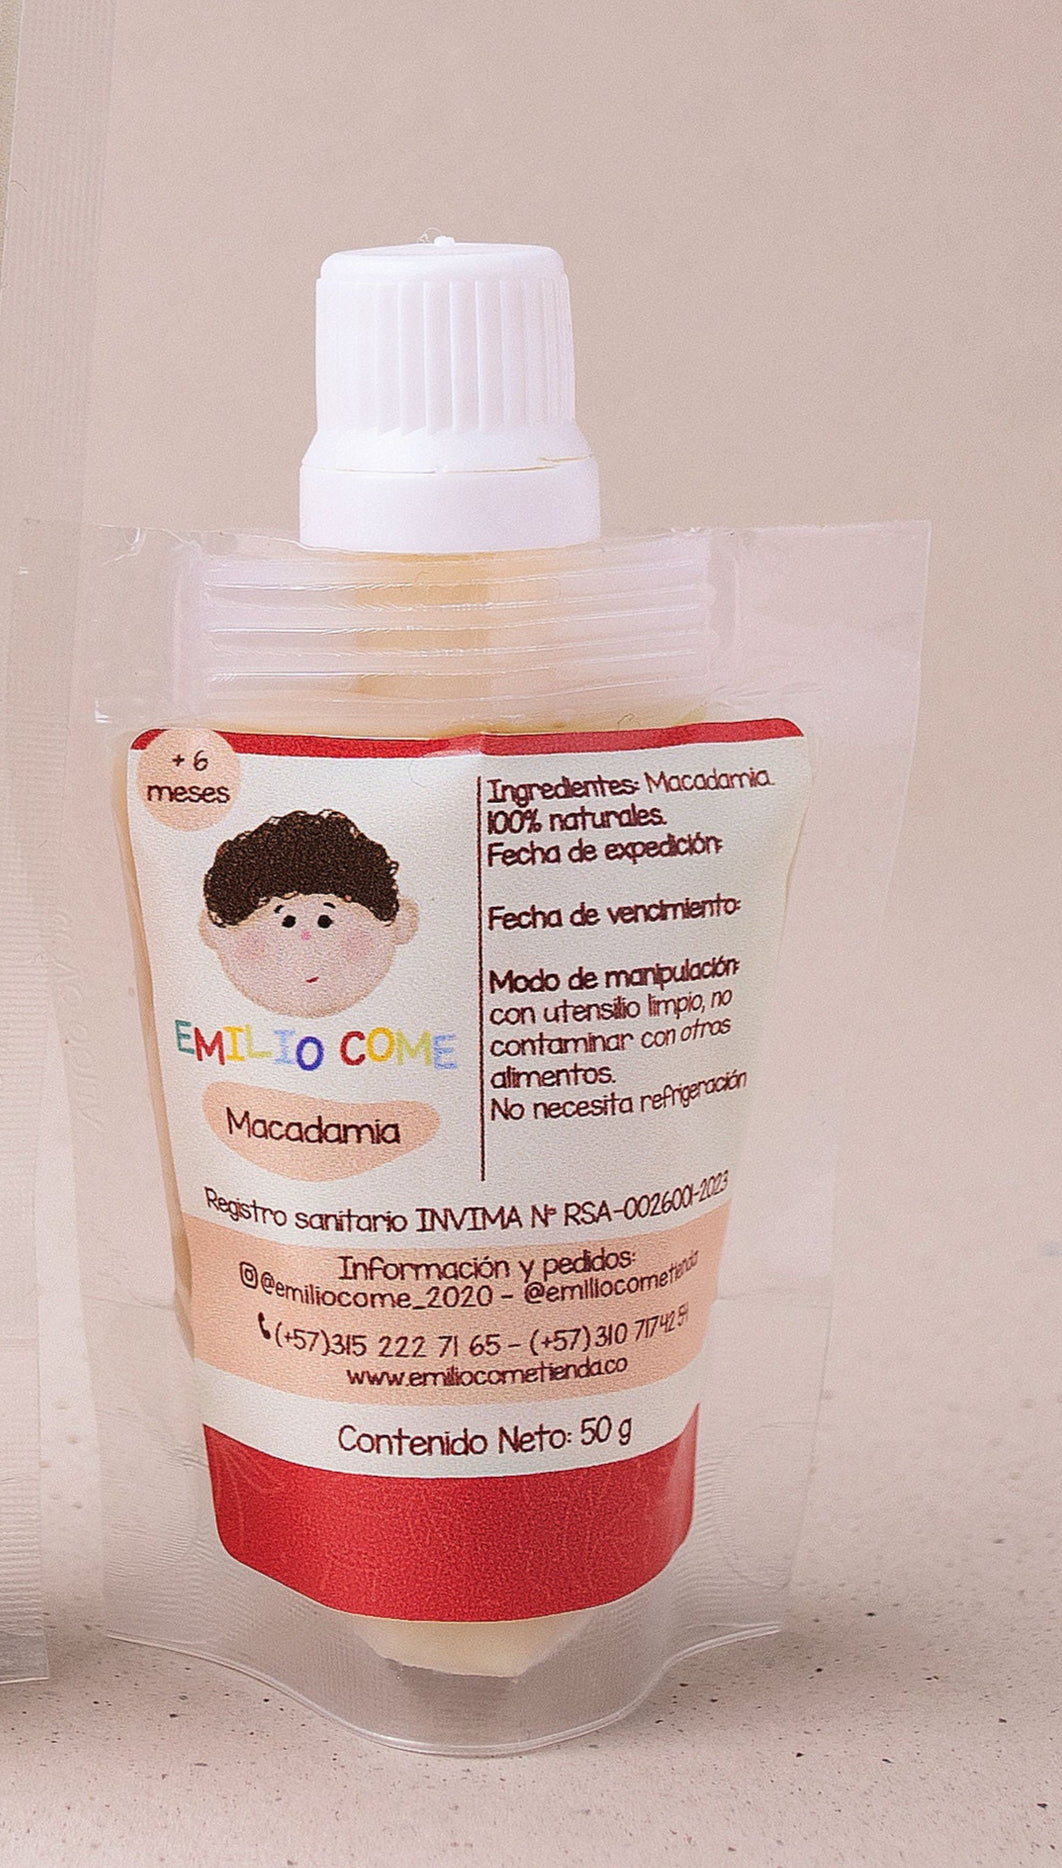 + 6
meses
EMILIO COME
Macadamia
Ingredientes: Macadamia.
100% naturales.
Fecha de expedición:
Fecha de vencimiento:
Modo de manipulación:
con utensilio limpio, no
contaminar con otros
alimentos.
No necesita refrigeración
Registro sanitario INVIMA N° RSA-0026001-2023
Información y pedidos:
@emiliocome_2020 - @emiliocometienda
(+57)315 222 71 65 - (+57) 310 7174251
www.emiliocometienda.co
Contenido Neto: 50 g